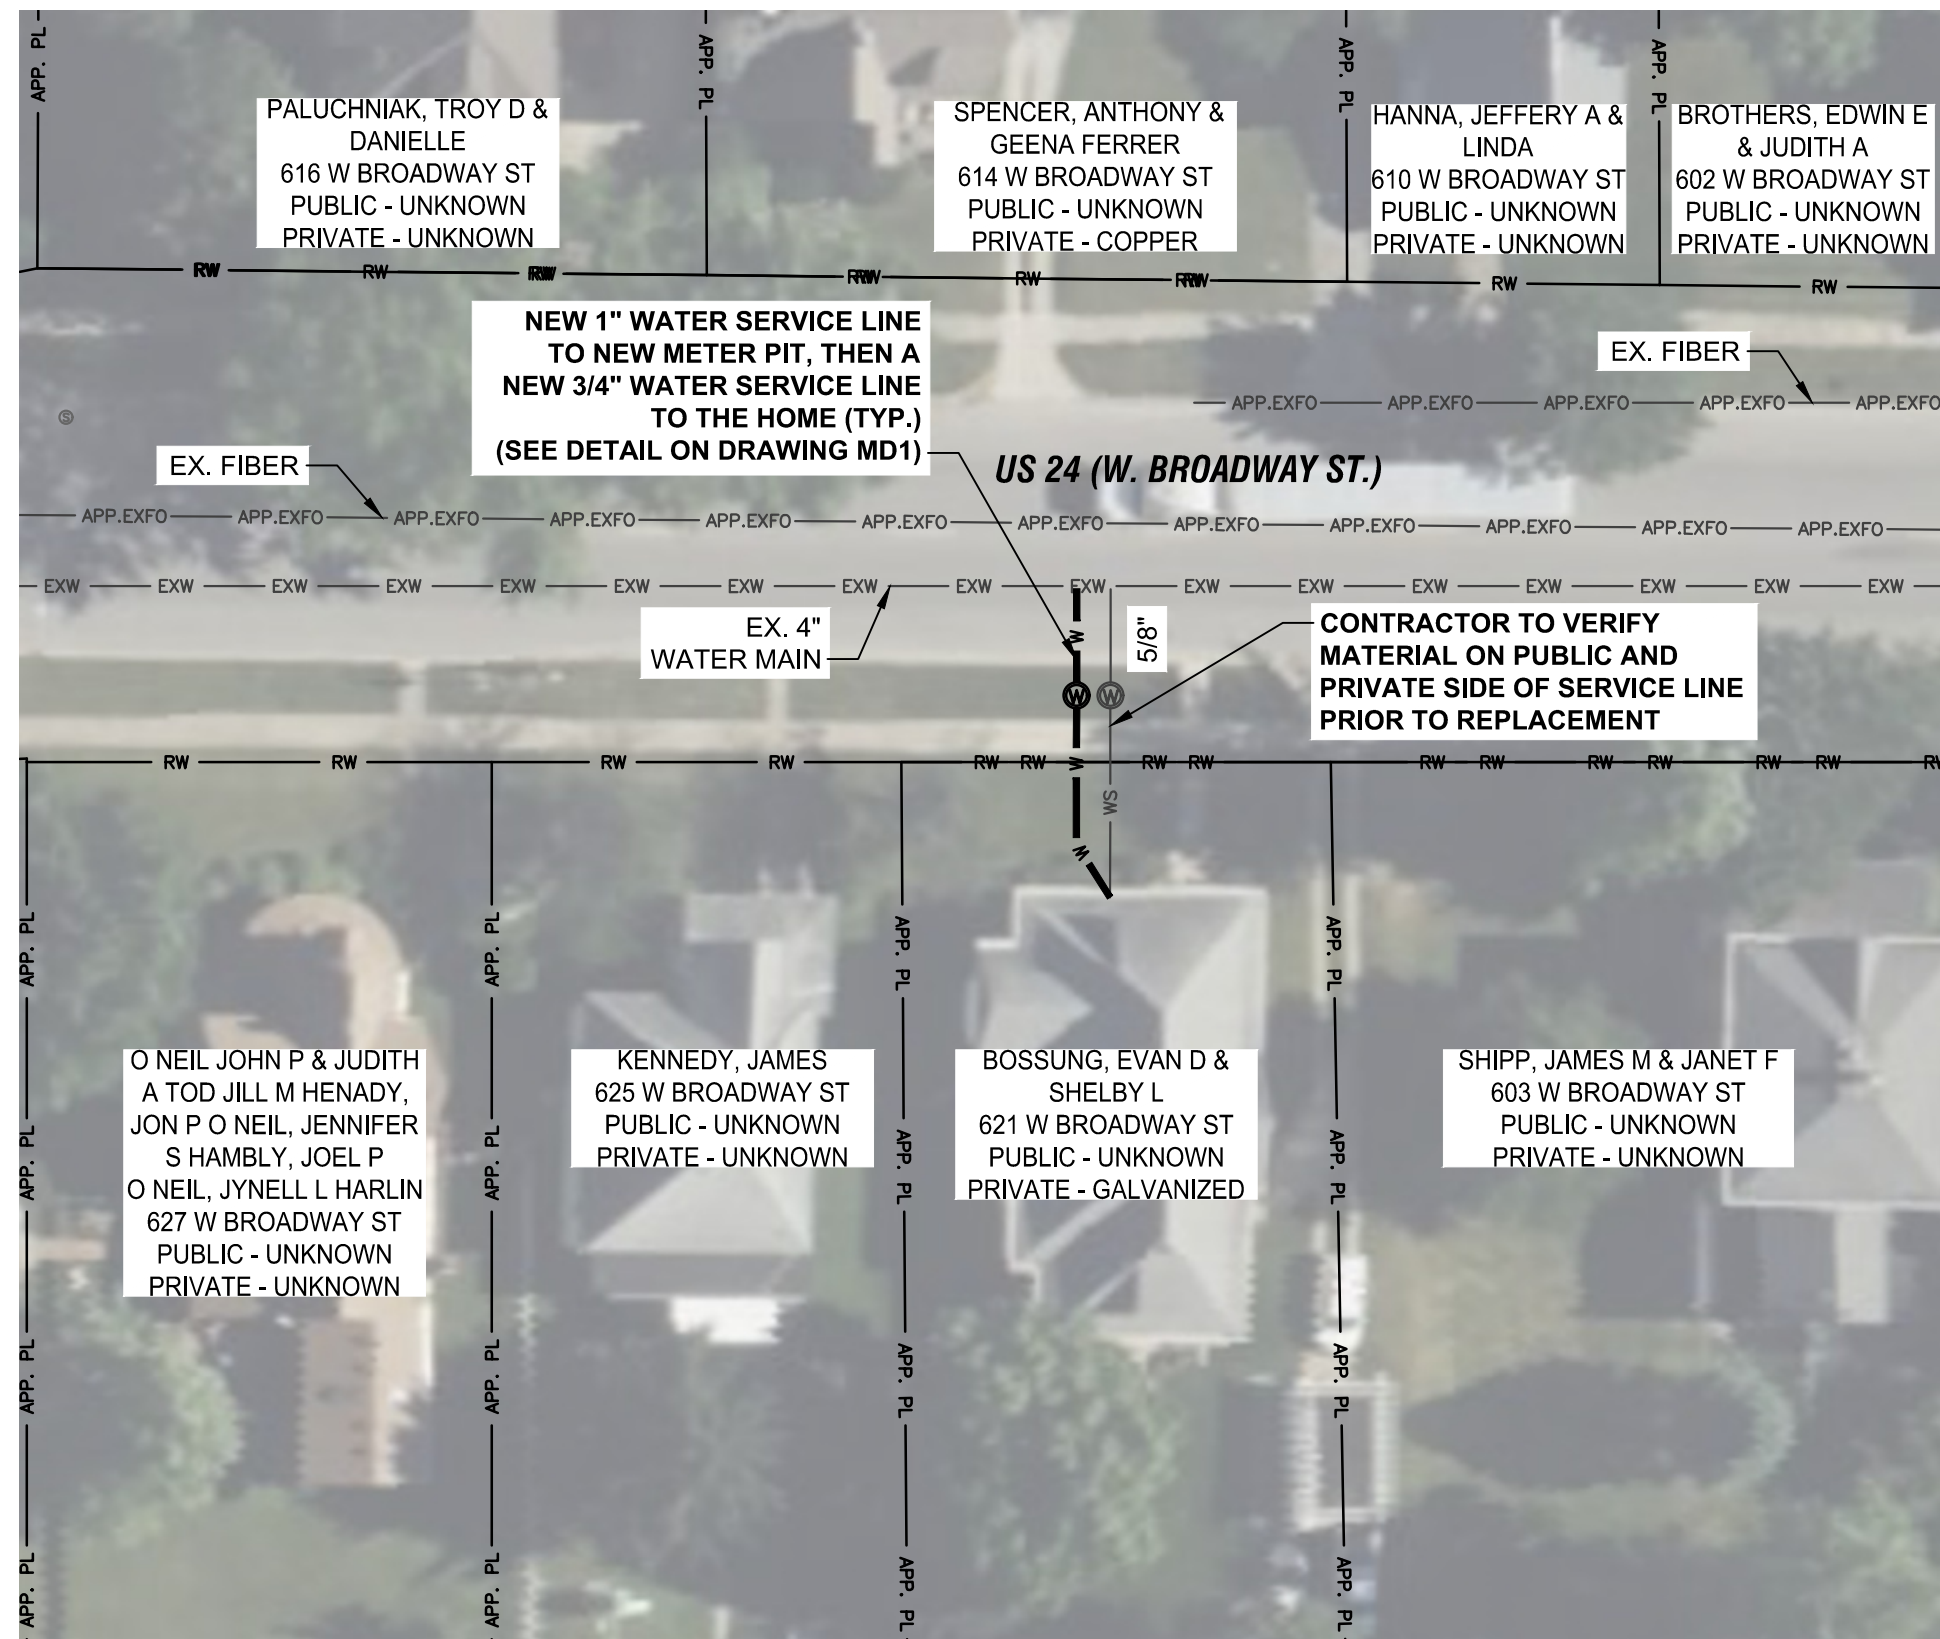 APP. PL
APP. PL
APP. PL
APP. PL
PALUCHNIAK, TROY D &
DANIELLE
616 W BROADWAY ST
PUBLIC - UNKNOWN
PRIVATE - UNKNOWN
SPENCER, ANTHONY &
GEENA FERRER
614 W BROADWAY ST
PUBLIC - UNKNOWN
PRIVATE - COPPER
HANNA, JEFFERY A &
LINDA
610 W BROADWAY ST
PUBLIC - UNKNOWN
PRIVATE - UNKNOWN
BROTHERS, EDWIN E
& JUDITH A
602 W BROADWAY ST
PUBLIC - UNKNOWN
PRIVATE - UNKNOWN
RW RW RW RW RW RW RW RW
NEW 1" WATER SERVICE LINE
TO NEW METER PIT, THEN A
NEW 3/4" WATER SERVICE LINE
TO THE HOME (TYP.)
(SEE DETAIL ON DRAWING MD1)
EX. FIBER
APP.EXFO APP.EXFO APP.EXFO APP.EXFO APP.EXFO
S
EX. FIBER
US 24 (W. BROADWAY ST.)
APP.EXFO APP.EXFO APP.EXFO APP.EXFO APP.EXFO APP.EXFO APP.EXFO APP.EXFO APP.EXFO APP.EXFO APP.EXFO APP.EXFO
EXW EXW EXW EXW EXW EXW EXW EXW EXW EXW EXW EXW EXW EXW EXW EXW EXW
EX. 4"
WATER MAIN
W
5/8"
CONTRACTOR TO VERIFY
MATERIAL ON PUBLIC AND
PRIVATE SIDE OF SERVICE LINE
PRIOR TO REPLACEMENT
W W
RW RW RW RW RW RW W RW RW RW RW RW RW RW RW RW
WS
W
APP. PL
APP. PL
APP. PL
APP. PL
O NEIL JOHN P & JUDITH
A TOD JILL M HENADY,
JON P O NEIL, JENNIFER
S HAMBLY, JOEL P
O NEIL, JYNELL L HARLIN
627 W BROADWAY ST
PUBLIC - UNKNOWN
PRIVATE - UNKNOWN
KENNEDY, JAMES
625 W BROADWAY ST
PUBLIC - UNKNOWN
PRIVATE - UNKNOWN
BOSSUNG, EVAN D &
SHELBY L
621 W BROADWAY ST
PUBLIC - UNKNOWN
PRIVATE - GALVANIZED
SHIPP, JAMES M & JANET F
603 W BROADWAY ST
PUBLIC - UNKNOWN
PRIVATE - UNKNOWN
APP. PL
APP. PL
APP. PL
APP. PL
APP. PL
APP. PL
APP. PL
APP. PL
APP. PL
APP. PL
APP. PL
APP. PL